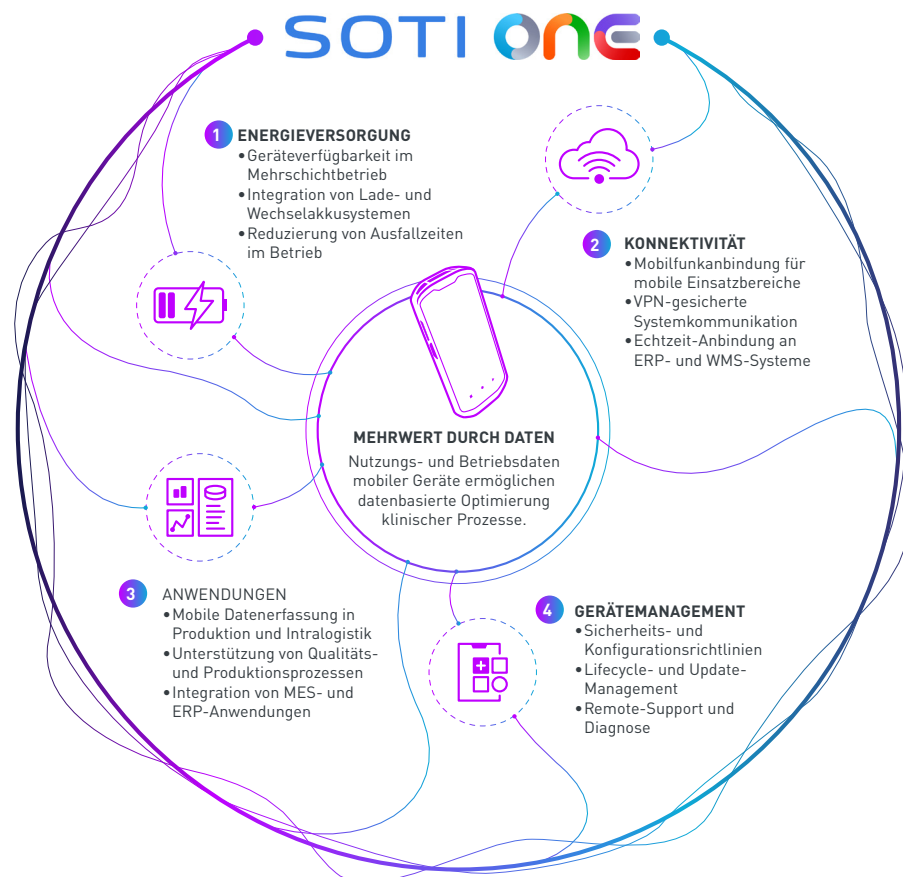 SOTI ONE
1 ENERGIEVERSORGUNG
•Geräteverfügbarkeit im
Mehrschichtbetrieb
•Integration von Lade- und
Wechselakkusystemen
•Reduzierung von Ausfallzeiten
im Betrieb
2 KONNEKTIVITÄT
•Mobilfunkanbindung für
mobile Einsatzbereiche
•VPN-gesicherte
Systemkommunikation
•Echtzeit-Anbindung an
ERP- und WMS-Systeme
MEHRWERT DURCH DATEN
Nutzungs- und Betriebsdaten
mobiler Geräte ermöglichen
datenbasierte Optimierung
klinischer Prozesse.
3 ANWENDUNGEN
•Mobile Datenerfassung in
Produktion und Intralogistik
•Unterstützung von Qualitäts-
und Produktionsprozessen
•Integration von MES- und
ERP-Anwendungen
4 GERÄTEMANAGEMENT
•Sicherheits- und
Konfigurationsrichtlinien
•Lifecycle- und Update-
Management
•Remote-Support und
Diagnose